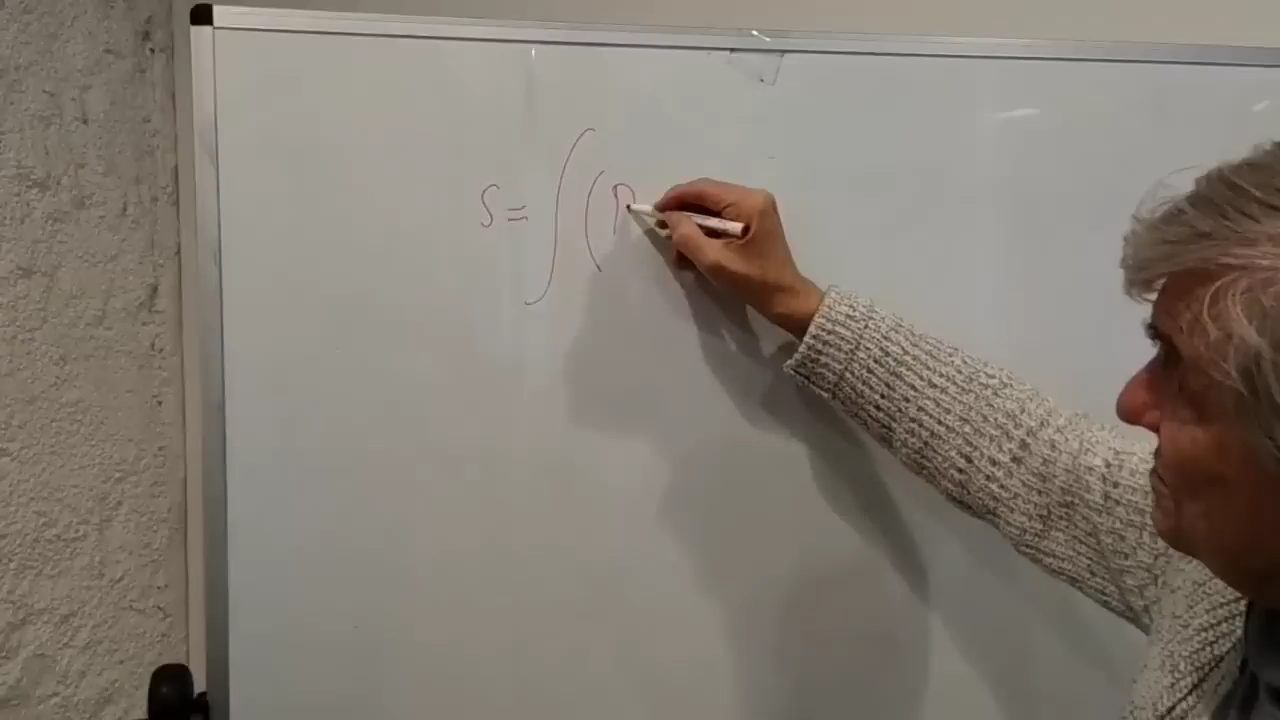 S = ∫ (